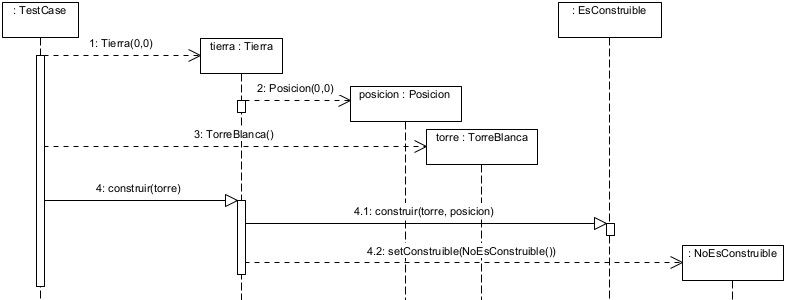 : TestCase
: EsConstruible
1: Tierra(0,0)
tierra : Tierra
2: Posicion(0,0)
posicion : Posicion
3: TorreBlanca()
torre : TorreBlanca
4: construir(torre)
4.1: construir(torre, posicion)
4.2: setConstruible(NoEsConstruible())
: NoEsConstruible